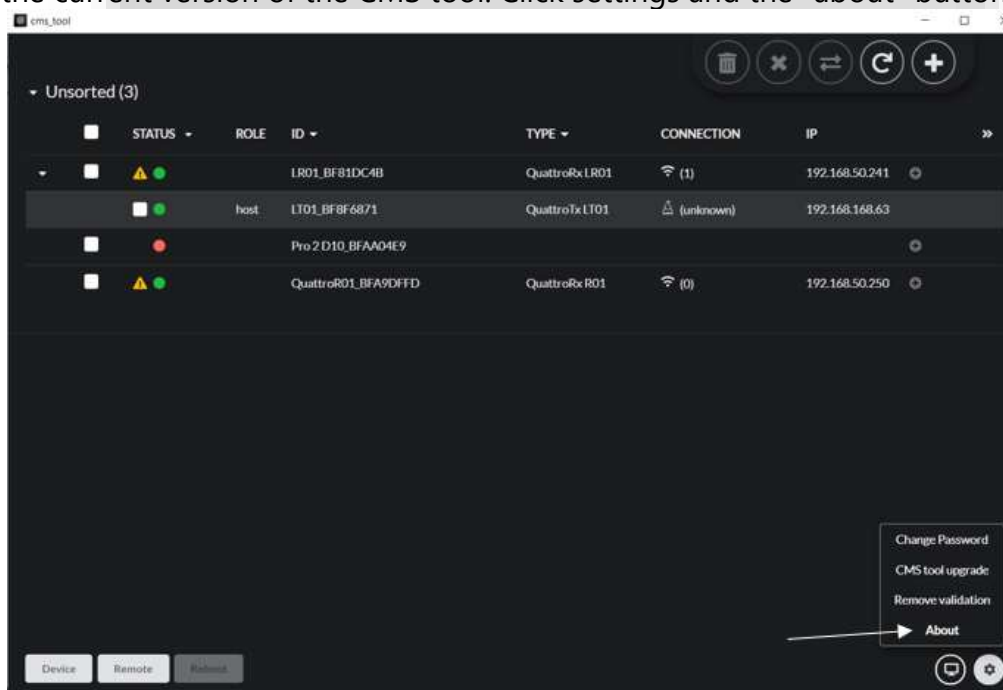 the current version of the CMS tool. Click settings and the "about" button
cms_tool
Unsorted (3)
STATUS ROLE ID TYPE CONNECTION IP »
LR01_BF81DC4B QuattroRx LR01 (1) 192.168.50.241
host LT01_BF8F6871 QuattroTx LT01 (unknown) 192.168.168.63
Pro 2 D10_BFAA04E9
QuattroR01_BFA9DFFD QuattroRx R01 (0) 192.168.50.250
Change Password
CMS tool upgrade
Remove validation
About
Device Remote Reboot